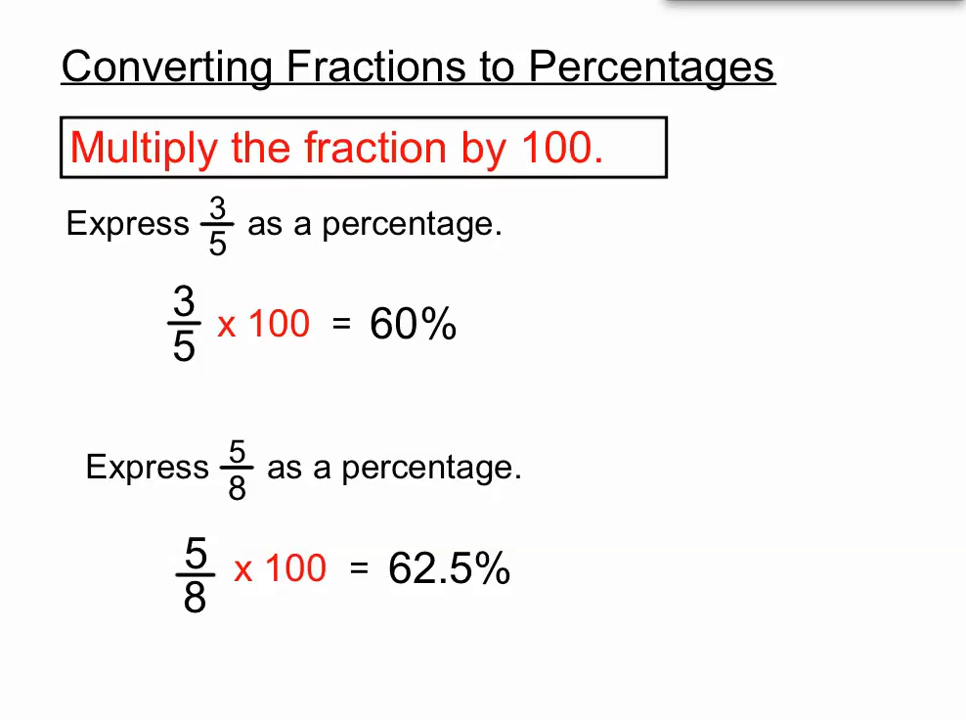 Converting Fractions to Percentages
Multiply the fraction by 100.
Express 3/5 as a percentage.
3/5 x 100 = 60%
Express 5/8 as a percentage.
5/8 x 100 = 62.5%